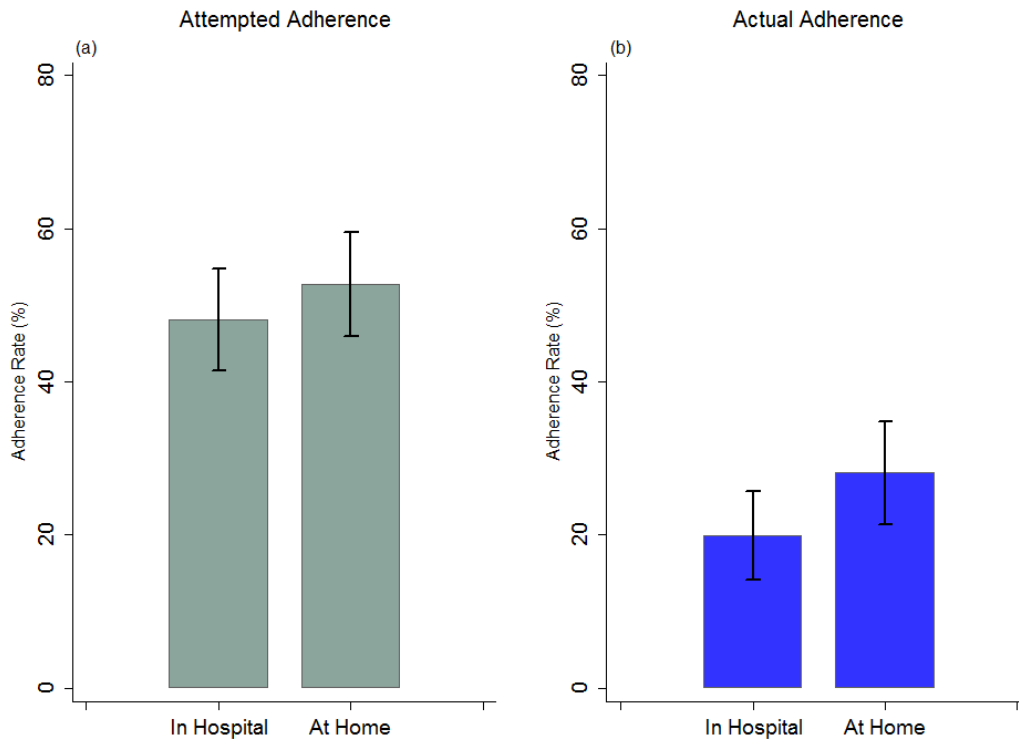 Attempted Adherence
(a)
Adherence Rate (%)
80
60
40
20
0
In Hospital
At Home
Actual Adherence
(b)
Adherence Rate (%)
80
60
40
20
0
In Hospital
At Home